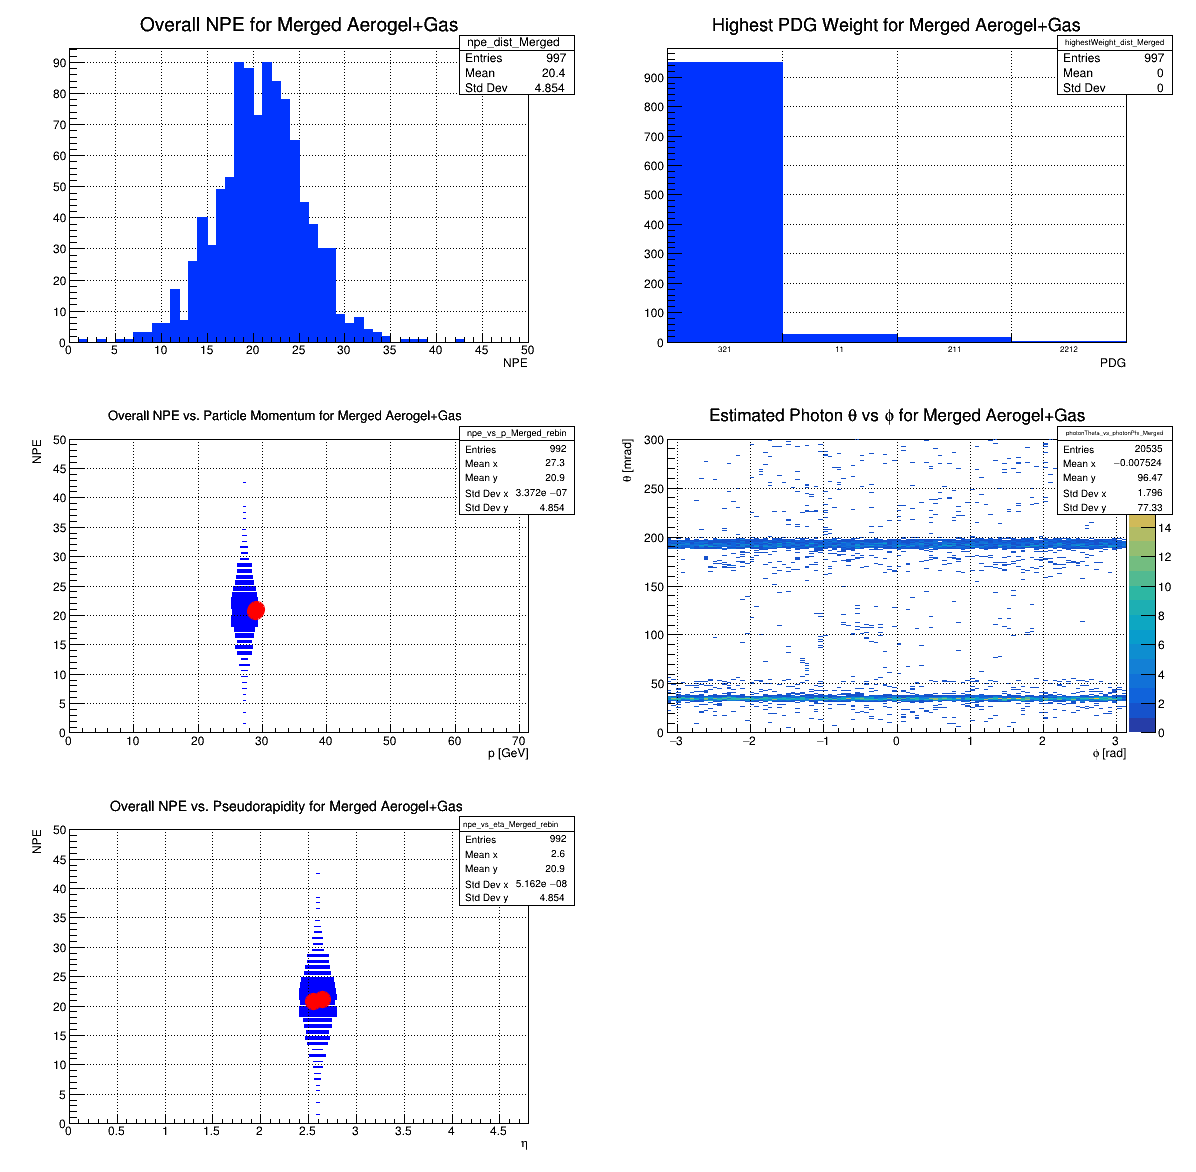 Overall NPE for Merged Aerogel+Gas
npe_dist_Merged
Entries 997
Mean 20.4
Std Dev 4.854
90
80
70
60
50
40
30
20
10
0
0 5 10 15 20 25 30 35 40 45 50
NPE
Highest PDG Weight for Merged Aerogel+Gas
highestWeight_dist_Merged
Entries 997
Mean 0
Std Dev 0
900
800
700
600
500
400
300
200
100
0
321 11 211 2212
PDG
Overall NPE vs. Particle Momentum for Merged Aerogel+Gas
npe_vs_p_Merged_rebin
Entries 992
Mean x 27.3
Mean y 20.9
Std Dev x 3.372e −07
Std Dev y 4.854
NPE
50
45
40
35
30
25
20
15
10
5
0
0 10 20 30 40 50 60 70
p [GeV]
Estimated Photon θ vs ϕ for Merged Aerogel+Gas
photonTheta_vs_photonPhi_Merged
Entries 20535
Mean x −0.007524
Mean y 96.47
Std Dev x 1.796
Std Dev y 77.33
θ [mrad]
300
250
200
150
100
50
0
−3 −2 −1 0 1 2 3
ϕ [rad]
14
12
10
8
6
4
2
0
Overall NPE vs. Pseudorapidity for Merged Aerogel+Gas
npe_vs_eta_Merged_rebin
Entries 992
Mean x 2.6
Mean y 20.9
Std Dev x 5.162e −08
Std Dev y 4.854
NPE
50
45
40
35
30
25
20
15
10
5
0
0 0.5 1 1.5 2 2.5 3 3.5 4 4.5
η